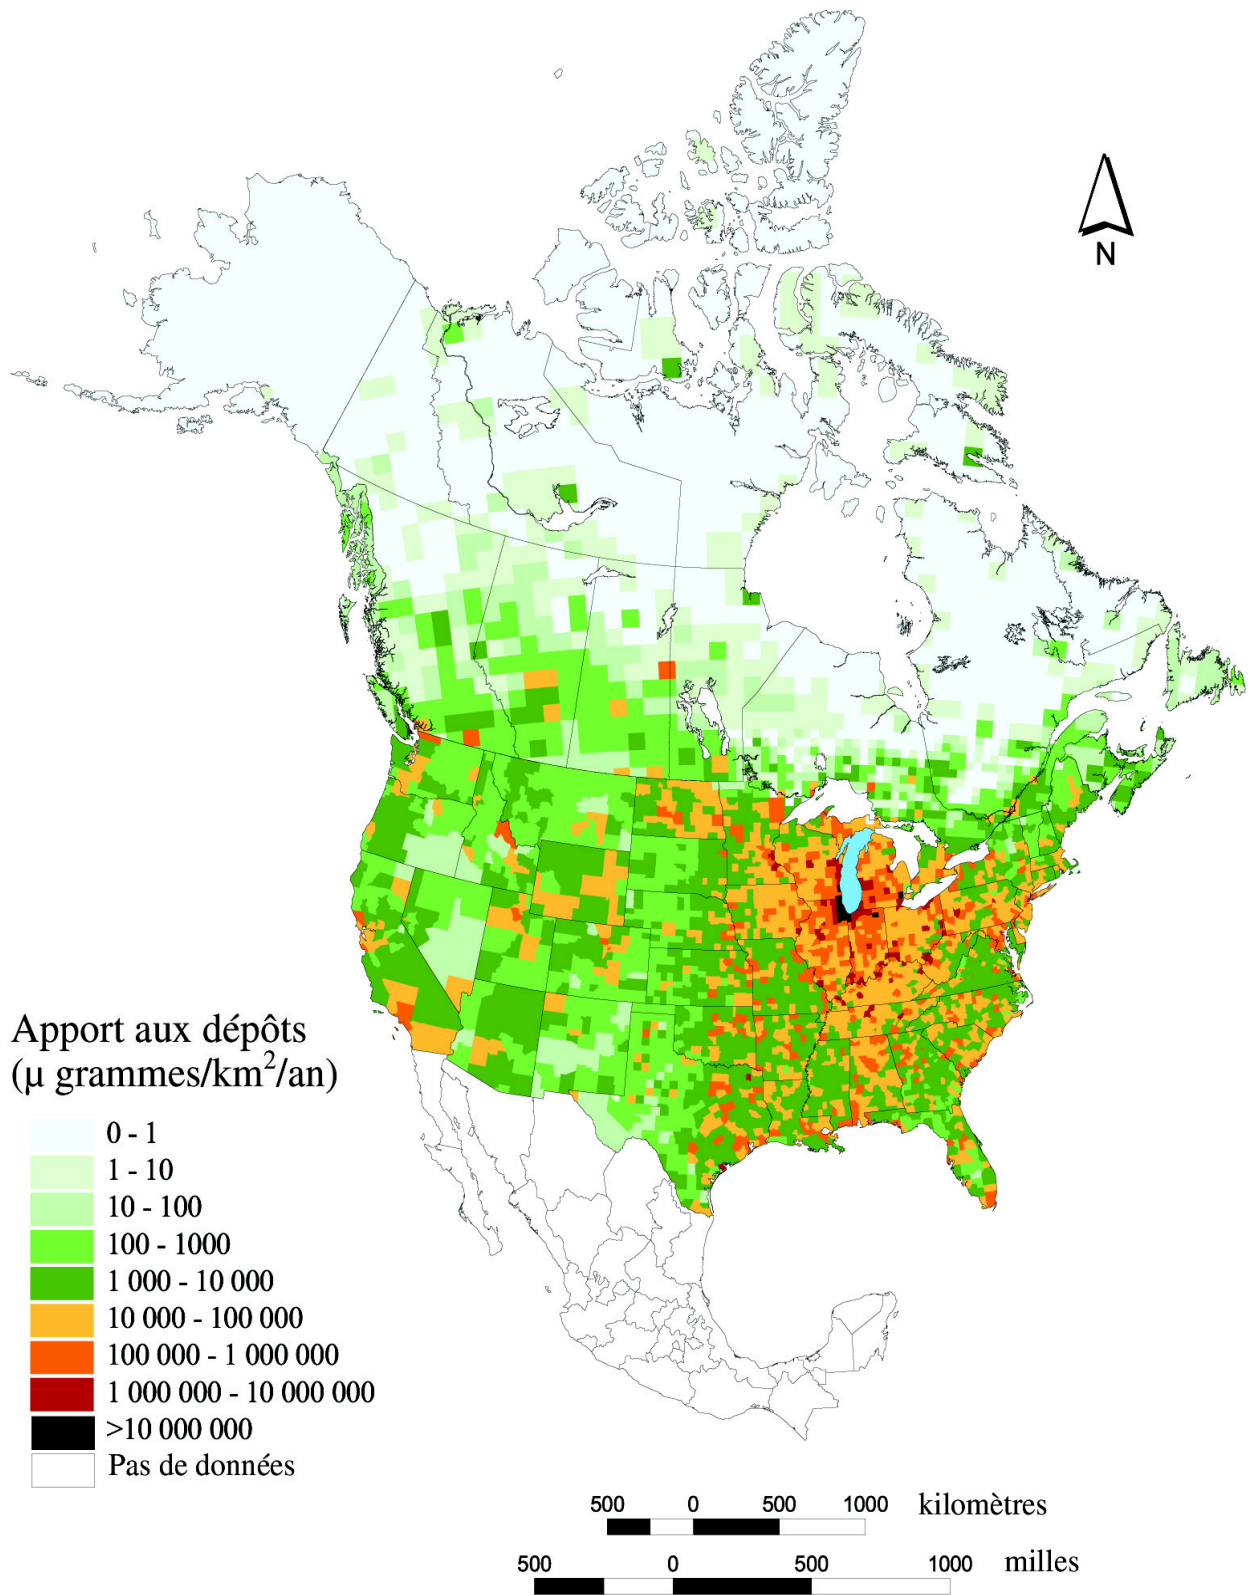 N
Apport aux dépôts
(µ grammes/km²/an)
0 - 1
1 - 10
10 - 100
100 - 1000
1 000 - 10 000
10 000 - 100 000
100 000 - 1 000 000
1 000 000 - 10 000 000
>10 000 000
Pas de données
500 0 500 1000 kilomètres
500 0 500 1000 milles